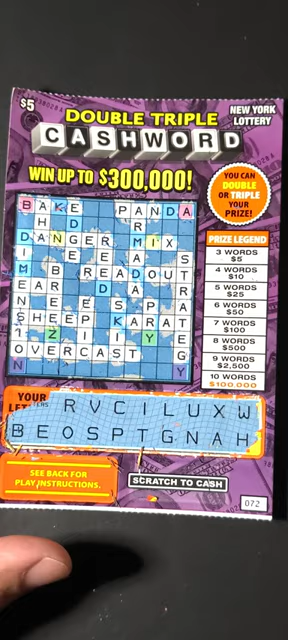 $5
NEW YORK
LOTTERY
DOUBLE TRIPLE
CASHWORD
WIN UP TO $300,000!
YOU CAN
DOUBLE
OR TRIPLE
YOUR
PRIZE!
BAKE
PANDA
DANGER
MIX
READOUT
EAR
SHEEP
KARAT
OVERCAST
STRATEGY
PRIZE LEGEND
3 WORDS
$5
4 WORDS
$10
5 WORDS
$25
6 WORDS
$50
7 WORDS
$100
8 WORDS
$500
9 WORDS
$2,500
10 WORDS
$100,000
YOUR
LETTERS
R V C I L U X W
B E O S P T G N A H
SEE BACK FOR
PLAY INSTRUCTIONS.
SCRATCH TO CASH
072